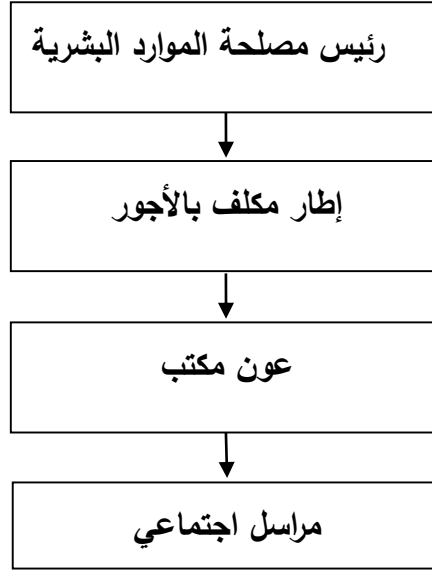 رئيس مصلحة الموارد البشرية
إطار مكلف بالأجور
عون مكتب
مراسل اجتماعي